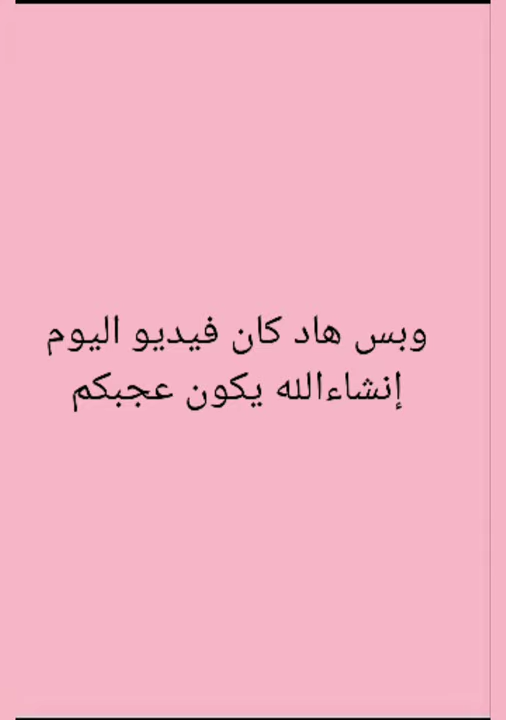 وبس هاد كان فيديو اليوم
إنشاءالله يكون عجبكم